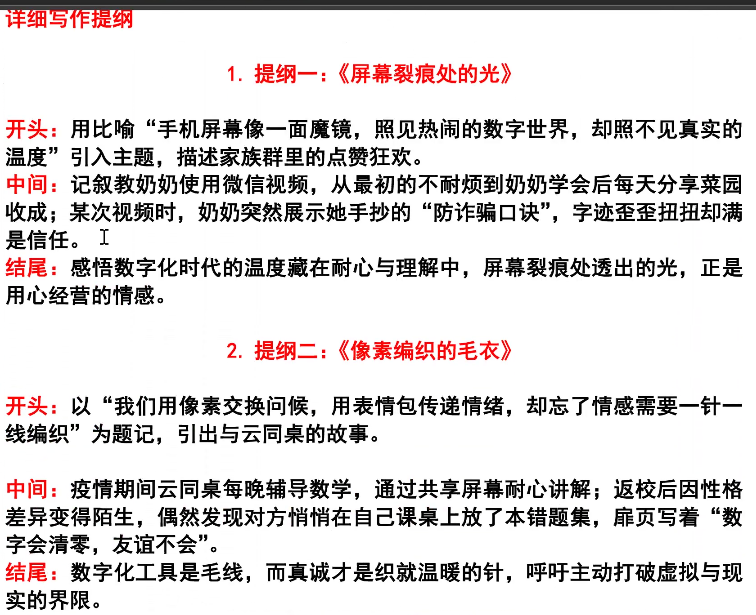 详细写作提纲
1. 提纲一：《屏幕裂痕处的光》
开头：用比喻“手机屏幕像一面魔镜，照见热闹的数字世界，却照不见真实的
温度”引入主题，描述家族群里的点赞狂欢。
中间：记叙教奶奶使用微信视频，从最初的不耐烦到奶奶学会后每天分享菜园
收成；某次视频时，奶奶突然展示她手抄的“防诈骗口诀”，字迹歪歪扭扭却满
是信任。
结尾：感悟数字化时代的温度藏在耐心与理解中，屏幕裂痕处透出的光，正是
用心经营的情感。
2. 提纲二：《像素编织的毛衣》
开头：以“我们用像素交换问候，用表情包传递情绪，却忘了情感需要一针一
线编织”为题记，引出与云同桌的故事。
中间：疫情期间云同桌每晚辅导数学，通过共享屏幕耐心讲解；返校后因性格
差异变得陌生，偶然发现对方悄悄在自己课桌上放了本错题集，扉页写着“数
字会清零，友谊不会”。
结尾：数字化工具是毛线，而真诚才是织就温暖的针，呼吁主动打破虚拟与现
实的界限。